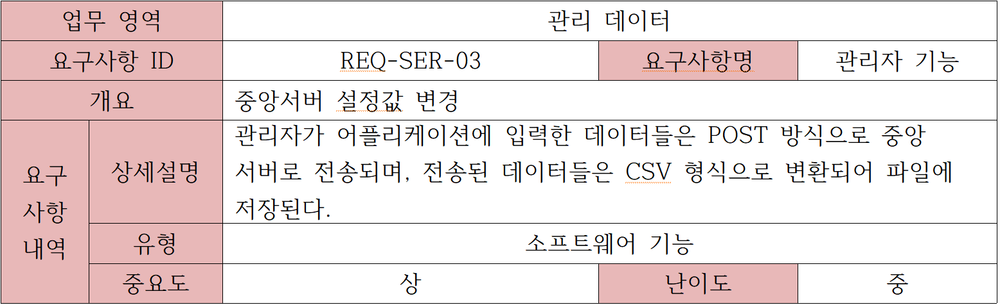 업무 영역 관리 데이터
요구사항 ID REQ-SER-03 요구사항명 관리자 기능
개요 중앙서버 설정값 변경
요구
사항
내역
상세설명
관리자가 어플리케이션에 입력한 데이터들은 POST 방식으로 중앙
서버로 전송되며, 전송된 데이터들은 CSV 형식으로 변환되어 파일에
저장된다.
유형 소프트웨어 기능
중요도 상 난이도 중